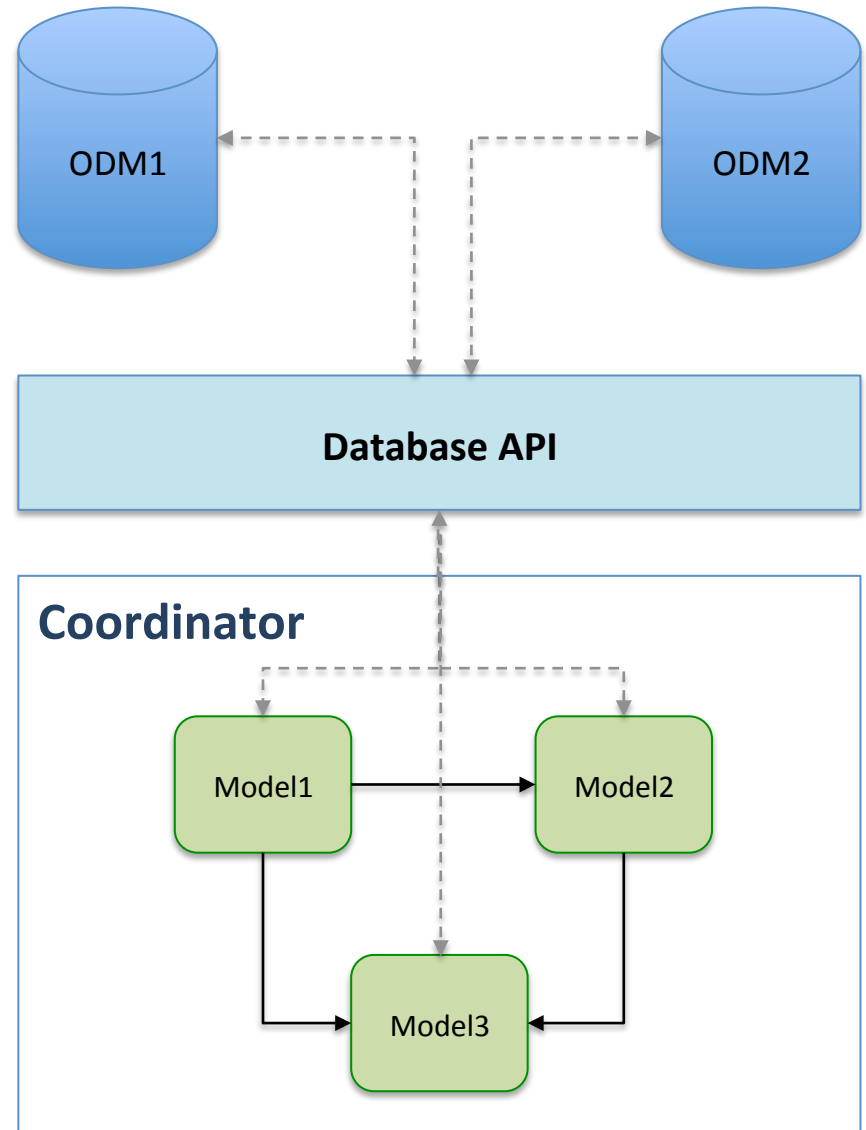 ODM1
ODM2
Database API
Coordinator
Model1
Model2
Model3